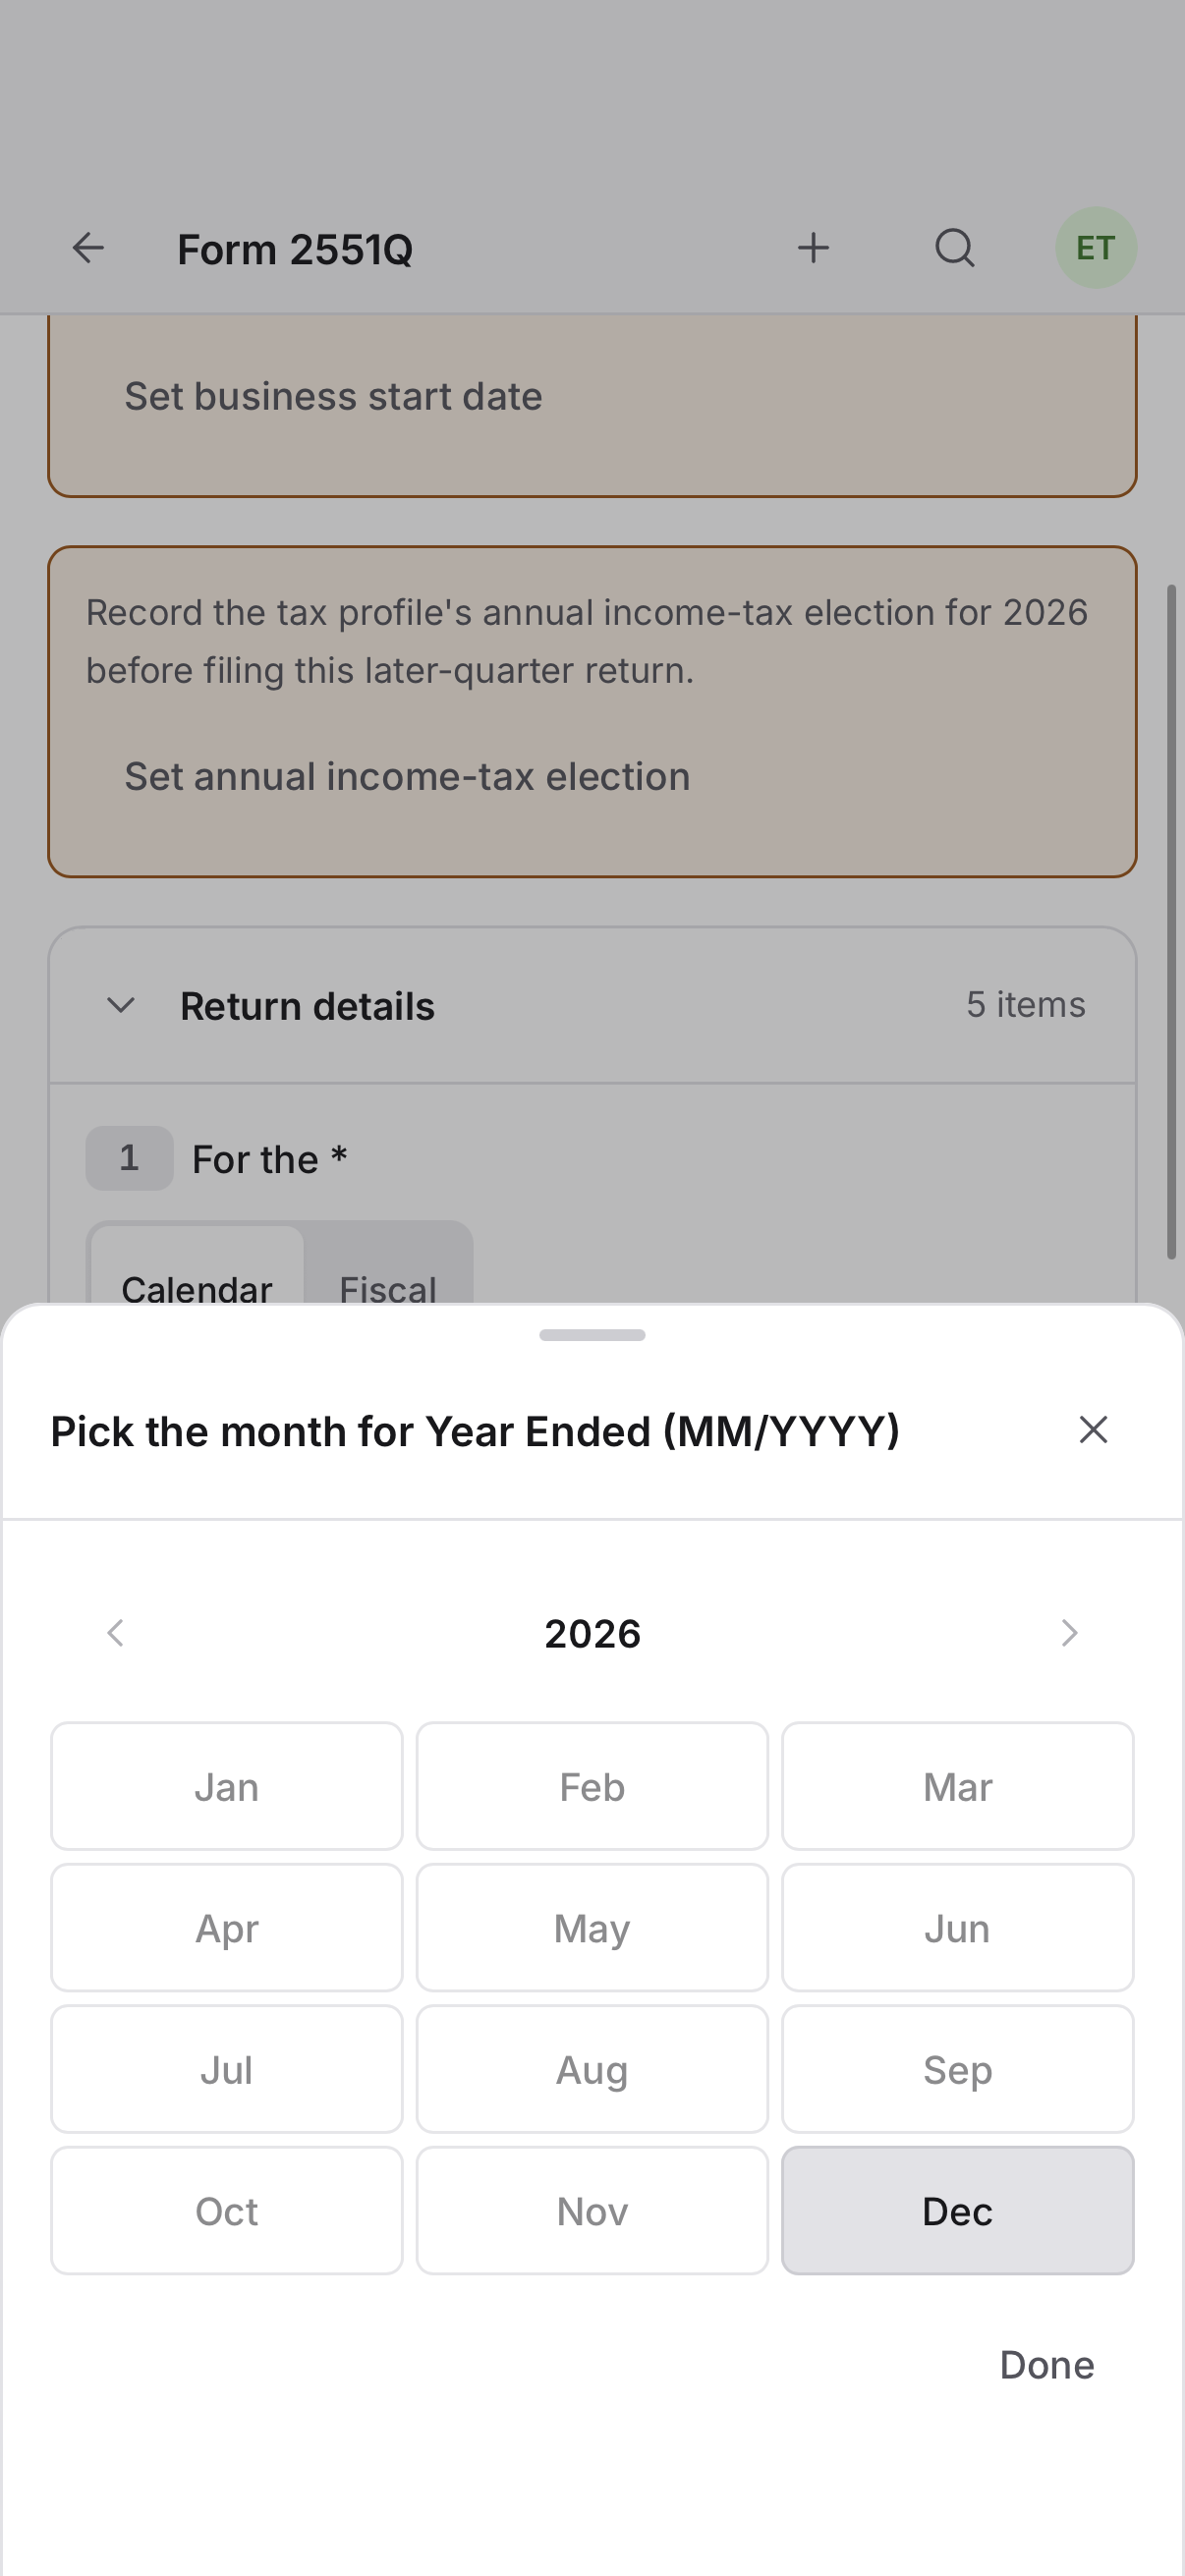 Form 2551Q
ET
Set business start date
Record the tax profile's annual income-tax election for 2026
before filing this later-quarter return.
Set annual income-tax election
Return details
5 items
1 For the *
Calendar Fiscal
Pick the month for Year Ended (MM/YYYY)
2026
Jan Feb Mar
Apr May Jun
Jul Aug Sep
Oct Nov Dec
Done